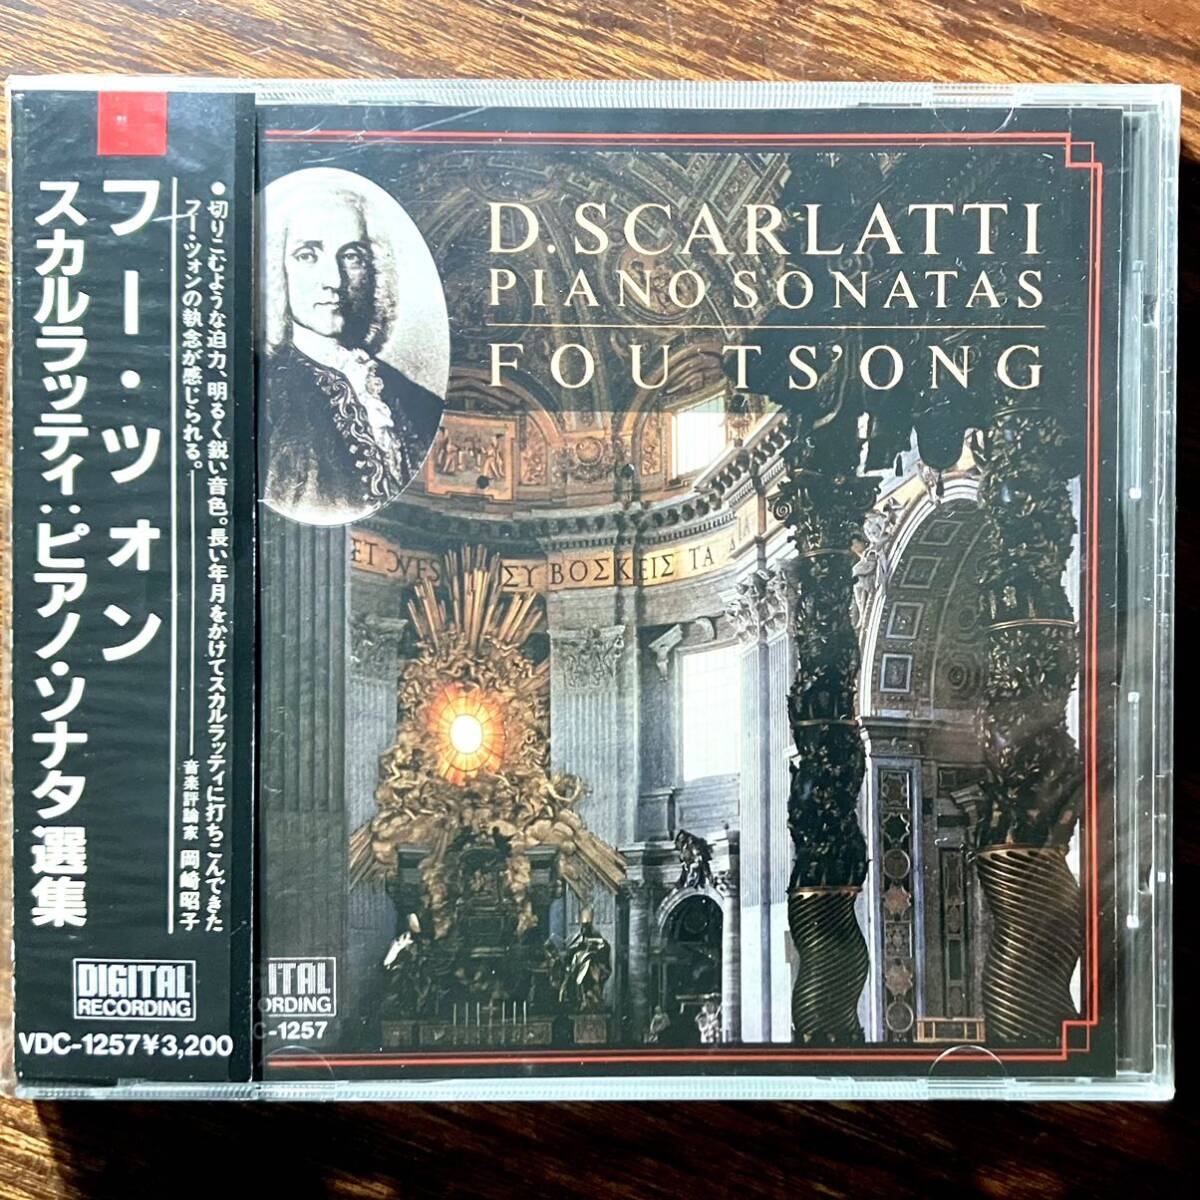 フー・ツォン
スカルラッティ:ピアノ・ソナタ選集
●切りこむような迫力、明るく鋭い音色。長い年月をかけてスカルラッティに打ちこんできた
フー・ツォンの執念が感じられる。――音楽評論家 岡崎昭子
DIGITAL
RECORDING
VDC-1257¥3,200
D. SCARLATTI
PIANO SONATAS
FOU TS'ONG
ΣΥ ΒΟΣΚΕΙΣ ΤΑ
ITAL
ORDING
C-1257